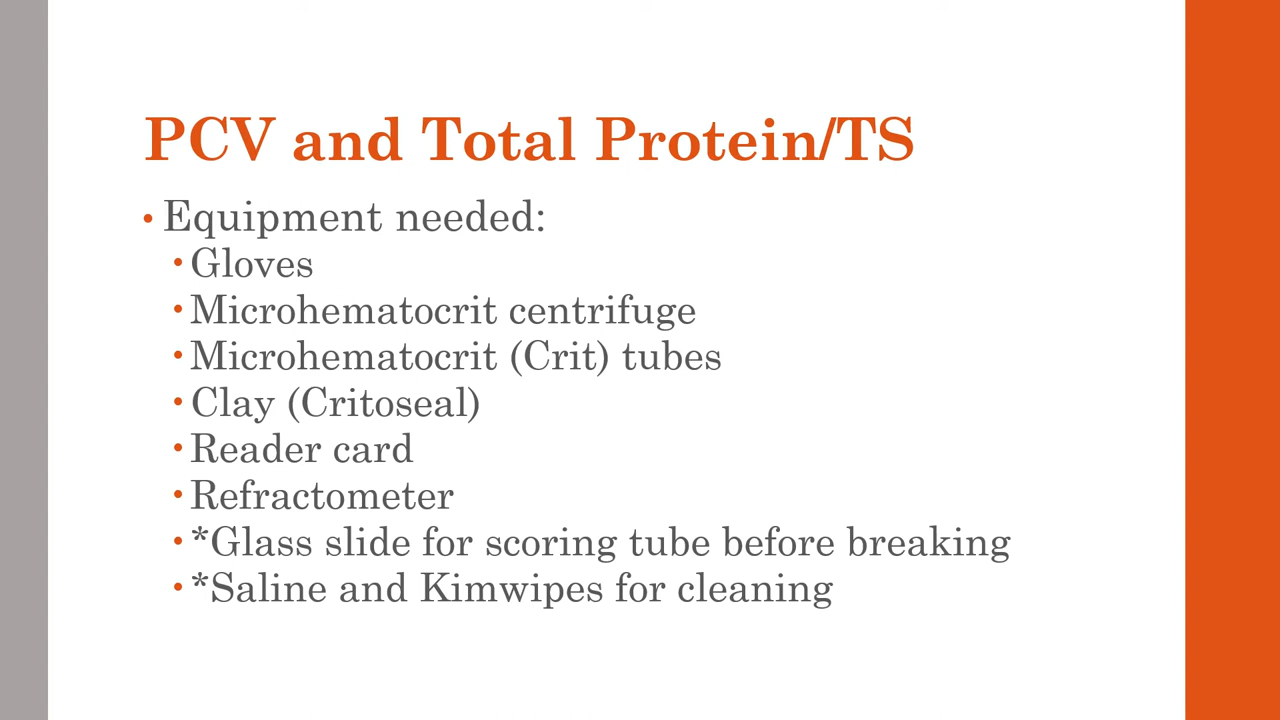 PCV and Total Protein/TS
• Equipment needed:
• Gloves
• Microhematocrit centrifuge
• Microhematocrit (Crit) tubes
• Clay (Critoseal)
• Reader card
• Refractometer
• *Glass slide for scoring tube before breaking
• *Saline and Kimwipes for cleaning